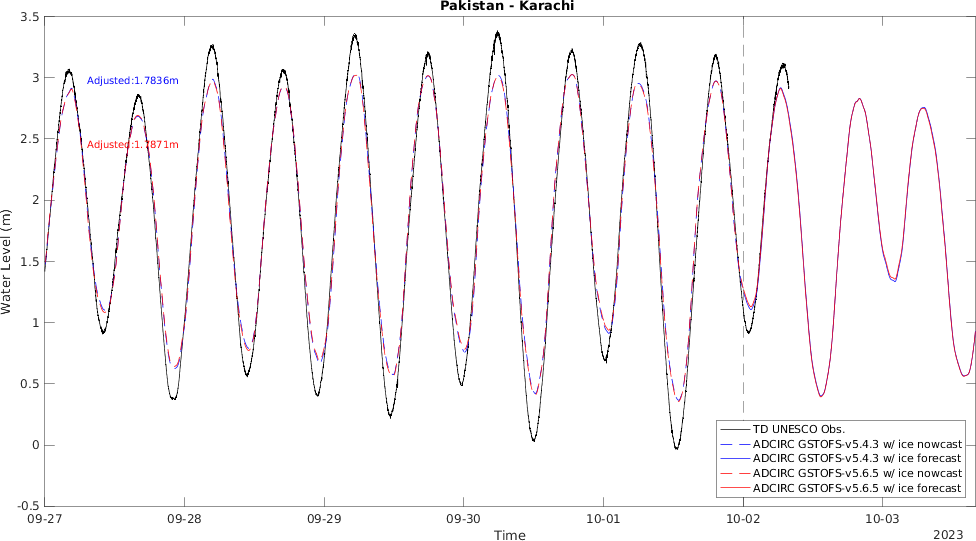 Pakistan - Karachi
3.5
3
2.5
2
1.5
1
0.5
0
-0.5
Water Level (m)
Adjusted:1.7836m
Adjusted:1.7871m
TD UNESCO Obs.
ADCIRC GSTOFS-v5.4.3 w/ ice nowcast
ADCIRC GSTOFS-v5.4.3 w/ ice forecast
ADCIRC GSTOFS-v5.6.5 w/ ice nowcast
ADCIRC GSTOFS-v5.6.5 w/ ice forecast
09-27 09-28 09-29 09-30 10-01 10-02 10-03
Time
2023